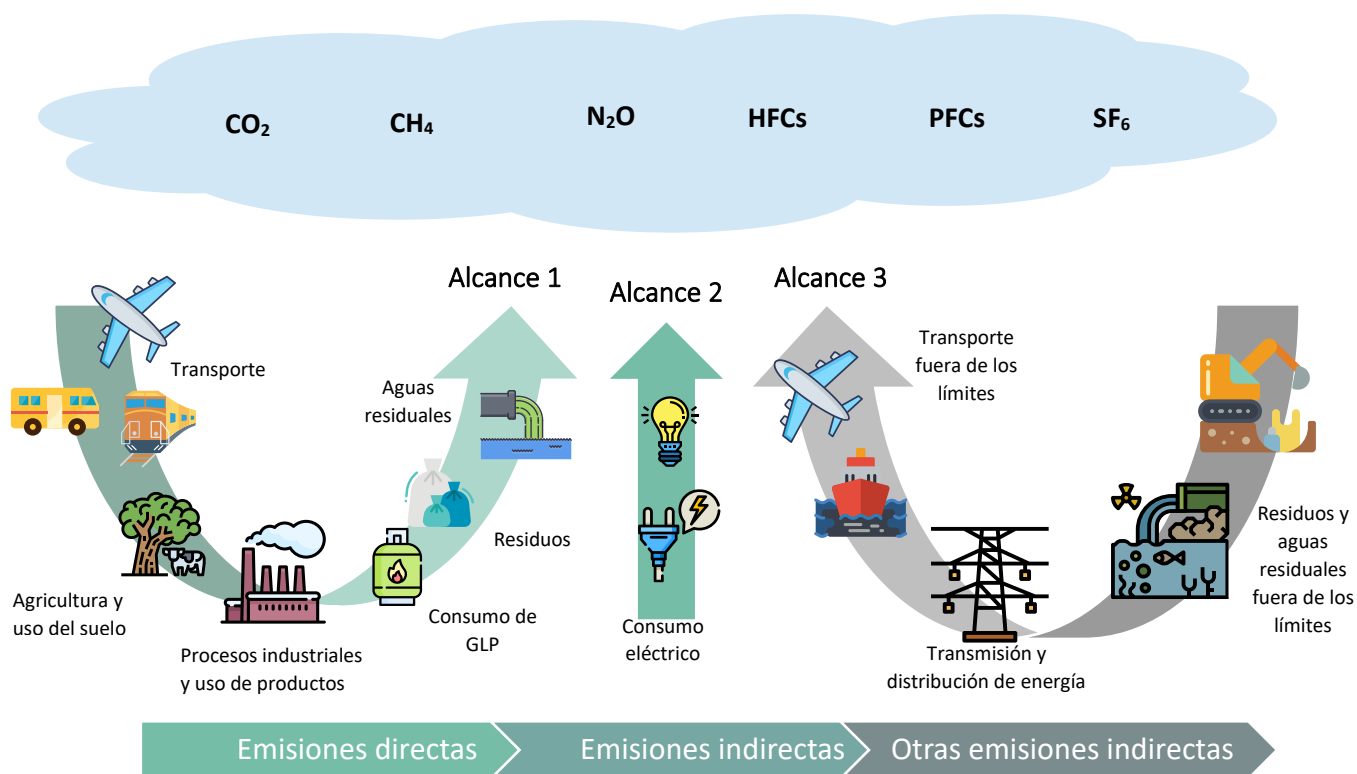 CO₂ CH₄ N₂O HFCs PFCs SF₆
Alcance 1
Alcance 2
Alcance 3
Transporte
Aguas
residuales
Transporte
fuera de los
límites
Agricultura y
uso del suelo
Procesos industriales
y uso de productos
Residuos
Consumo de
GLP
Consumo
eléctrico
Transmisión y
distribución de energía
Residuos y
aguas
residuales
fuera de los
límites
Emisiones directas
Emisiones indirectas
Otras emisiones indirectas